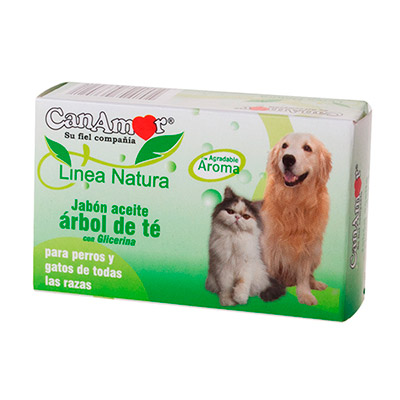 CanAmor®
Su fiel compañía
Linea Natura
Agradable
Aroma
Jabón aceite
árbol de té
con Glicerina
para perros y
gatos de todas
las razas